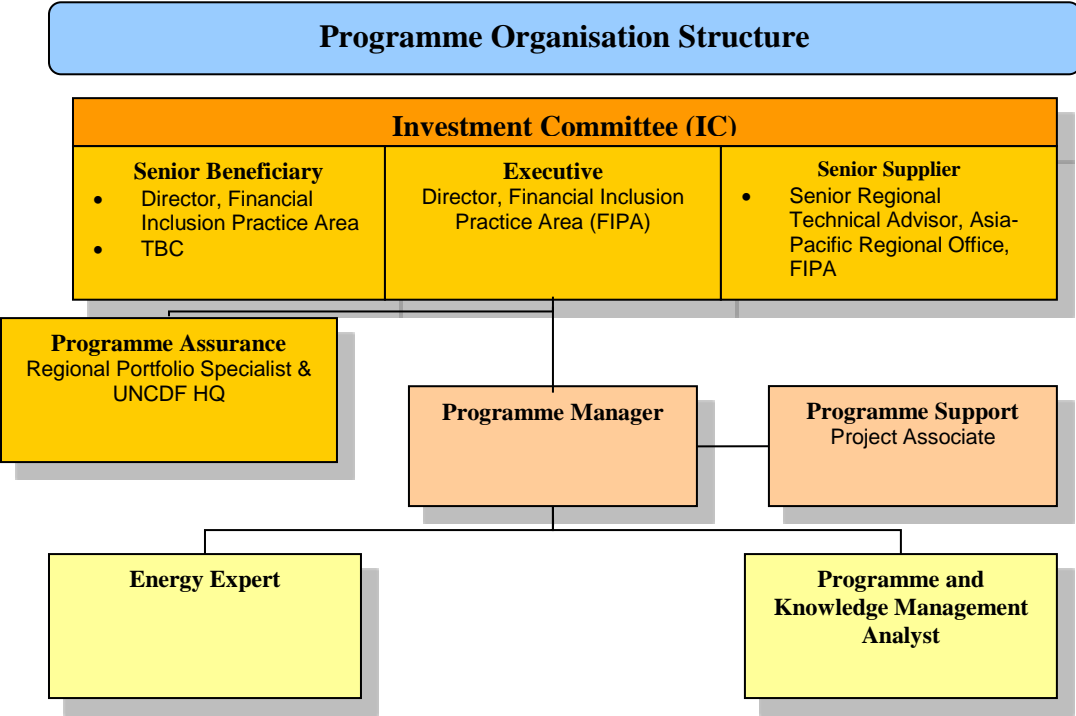 Programme Organisation Structure
Investment Committee (IC)
Senior Beneficiary
• Director, Financial
Inclusion Practice Area
• TBC
Executive
Director, Financial Inclusion
Practice Area (FIPA)
Senior Supplier
• Senior Regional
Technical Advisor, Asia-
Pacific Regional Office,
FIPA
Programme Assurance
Regional Portfolio Specialist &
UNCDF HQ
Programme Manager
Programme Support
Project Associate
Energy Expert
Programme and
Knowledge Management
Analyst